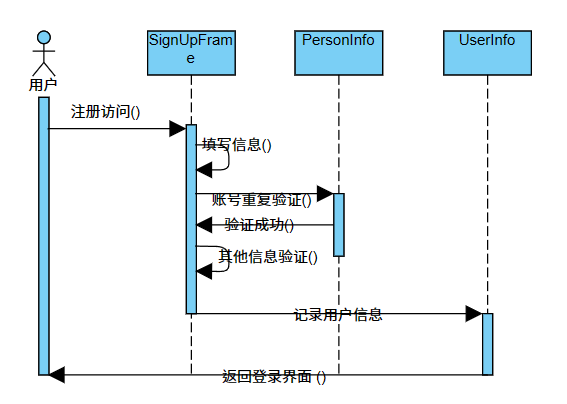 SignUpFram
e
PersonInfo
UserInfo
用户
注册访问()
填写信息()
账号重复验证()
验证成功()
其他信息验证()
记录用户信息
返回登录界面 ()